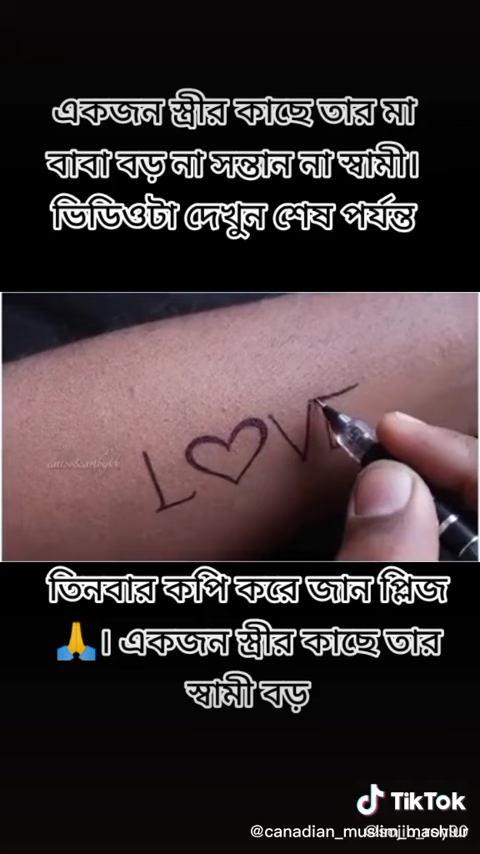 একজন স্ত্রীর কাছে তার মা
বাবা বড় না সন্তান না স্বামী।
ভিডিওটা দেখুন শেষ পর্যন্ত
LOVE
তিনবার কপি করে জান প্লিজ
🙏। একজন স্ত্রীর কাছে তার
স্বামী বড়
TikTok